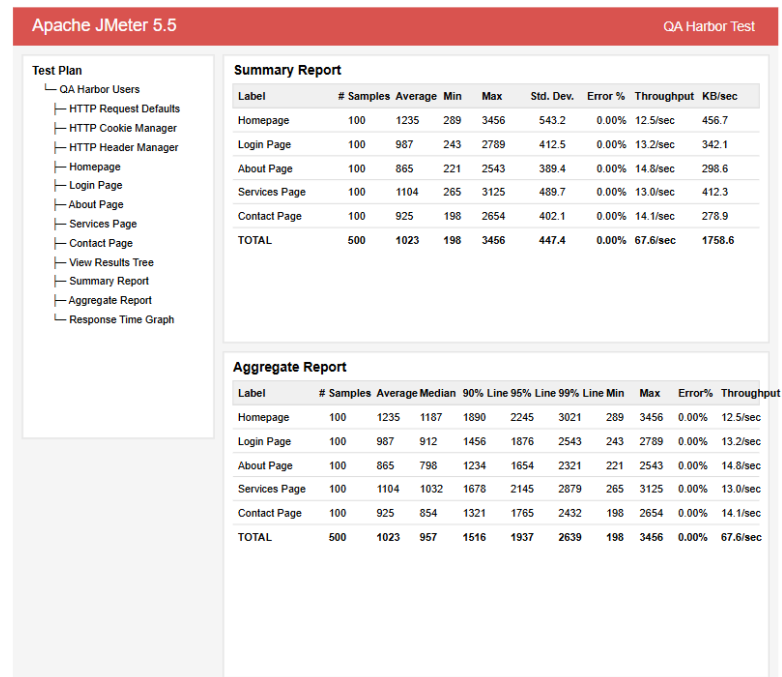 Apache JMeter 5.5
QA Harbor Test
Test Plan
QA Harbor Users
HTTP Request Defaults
HTTP Cookie Manager
HTTP Header Manager
Homepage
Login Page
About Page
Services Page
Contact Page
View Results Tree
Summary Report
Aggregate Report
Response Time Graph
Summary Report
Label # Samples Average Min Max Std. Dev. Error % Throughput KB/sec
Homepage 100 1235 289 3456 543.2 0.00% 12.5/sec 456.7
Login Page 100 987 243 2789 412.5 0.00% 13.2/sec 342.1
About Page 100 865 221 2543 389.4 0.00% 14.8/sec 298.6
Services Page 100 1104 265 3125 489.7 0.00% 13.0/sec 412.3
Contact Page 100 925 198 2654 402.1 0.00% 14.1/sec 278.9
TOTAL 500 1023 198 3456 447.4 0.00% 67.6/sec 1758.6
Aggregate Report
Label # Samples Average Median 90% Line 95% Line 99% Line Min Max Error% Throughput
Homepage 100 1235 1187 1890 2245 3021 289 3456 0.00% 12.5/sec
Login Page 100 987 912 1456 1876 2543 243 2789 0.00% 13.2/sec
About Page 100 865 798 1234 1654 2321 221 2543 0.00% 14.8/sec
Services Page 100 1104 1032 1678 2145 2879 265 3125 0.00% 13.0/sec
Contact Page 100 925 854 1321 1765 2432 198 2654 0.00% 14.1/sec
TOTAL 500 1023 957 1516 1937 2639 198 3456 0.00% 67.6/sec